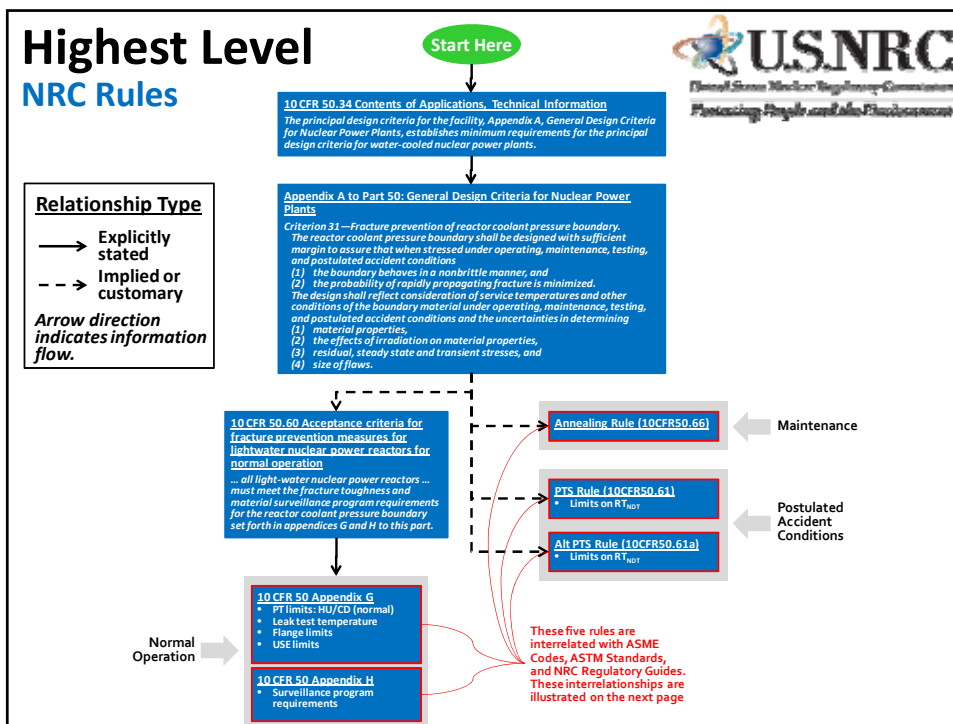 Highest Level
NRC Rules
Start Here
U.S.NRC
United States Nuclear Regulatory Commission
Protecting People and the Environment
10 CFR 50.34 Contents of Applications, Technical Information
The principal design criteria for the facility, Appendix A, General Design Criteria
for Nuclear Power Plants, establishes minimum requirements for the principal
design criteria for water-cooled nuclear power plants.
Relationship Type
Explicitly
stated
Implied or
customary
Arrow direction
indicates information
flow.
Appendix A to Part 50: General Design Criteria for Nuclear Power
Plants
Criterion 31—Fracture prevention of reactor coolant pressure boundary.
The reactor coolant pressure boundary shall be designed with sufficient
margin to assure that when stressed under operating, maintenance, testing,
and postulated accident conditions
(1) the boundary behaves in a nonbrittle manner, and
(2) the probability of rapidly propagating fracture is minimized.
The design shall reflect consideration of service temperatures and other
conditions of the boundary material under operating, maintenance, testing,
and postulated accident conditions and the uncertainties in determining
(1) material properties,
(2) the effects of irradiation on material properties,
(3) residual, steady state and transient stresses, and
(4) size of flaws.
10 CFR 50.60 Acceptance criteria for
fracture prevention measures for
lightwater nuclear power reactors for
normal operation
... all light-water nuclear power reactors ...
must meet the fracture toughness and
material surveillance program requirements
for the reactor coolant pressure boundary
set forth in appendices G and H to this part.
Annealing Rule (10CFR50.66)
Maintenance
PTS Rule (10CFR50.61)
• Limits on RTNDT
Alt PTS Rule (10CFR50.61a)
• Limits on RTNDT
Postulated
Accident
Conditions
Normal
Operation
10 CFR 50 Appendix G
• PT limits: HU/CD (normal)
• Leak test temperature
• Flange limits
• USE limits
10 CFR 50 Appendix H
• Surveillance program
requirements
These five rules are
interrelated with ASME
Codes, ASTM Standards,
and NRC Regulatory Guides.
These interrelationships are
illustrated on the next page